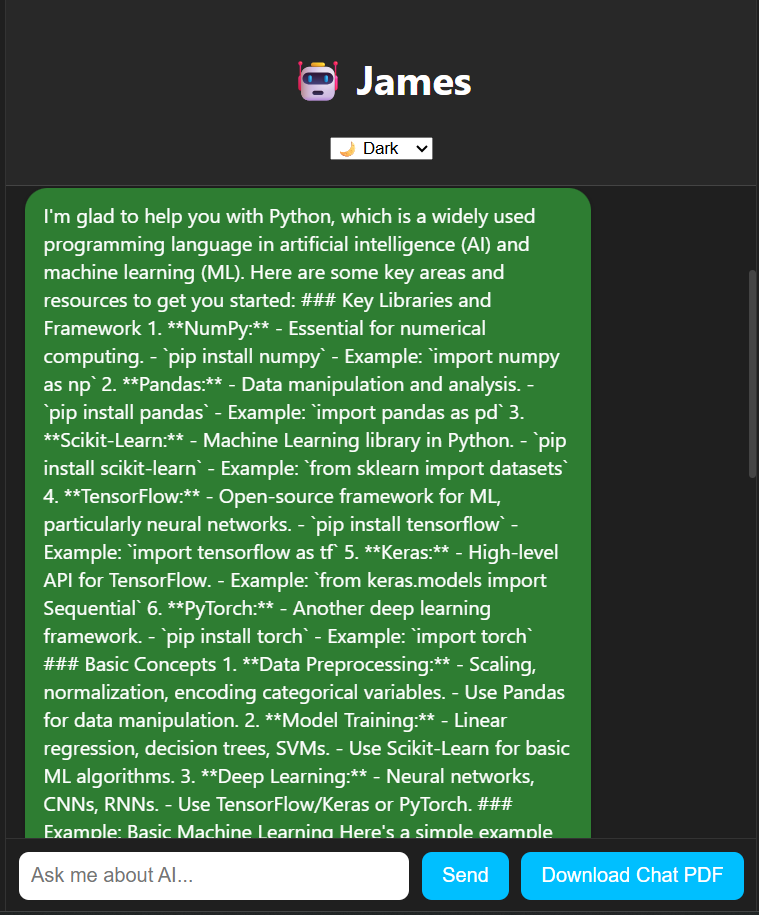 James
🌙 Dark
I'm glad to help you with Python, which is a widely used
programming language in artificial intelligence (AI) and
machine learning (ML). Here are some key areas and
resources to get you started: ### Key Libraries and
Framework 1. **NumPy:** - Essential for numerical
computing. - `pip install numpy` - Example: `import numpy
as np` 2. **Pandas:** - Data manipulation and analysis. -
`pip install pandas` - Example: `import pandas as pd` 3.
**Scikit-Learn:** - Machine Learning library in Python. - `pip
install scikit-learn` - Example: `from sklearn import datasets`
4. **TensorFlow:** - Open-source framework for ML,
particularly neural networks. - `pip install tensorflow` -
Example: `import tensorflow as tf` 5. **Keras:** - High-level
API for TensorFlow. - Example: `from keras.models import
Sequential` 6. **PyTorch:** - Another deep learning
framework. - `pip install torch` - Example: `import torch`
### Basic Concepts 1. **Data Preprocessing:** - Scaling,
normalization, encoding categorical variables. - Use Pandas
for data manipulation. 2. **Model Training:** - Linear
regression, decision trees, SVMs. - Use Scikit-Learn for basic
ML algorithms. 3. **Deep Learning:** - Neural networks,
CNNs, RNNs. - Use TensorFlow/Keras or PyTorch. ###
Example: Basic Machine Learning Here's a simple example
Ask me about AI...
Send
Download Chat PDF